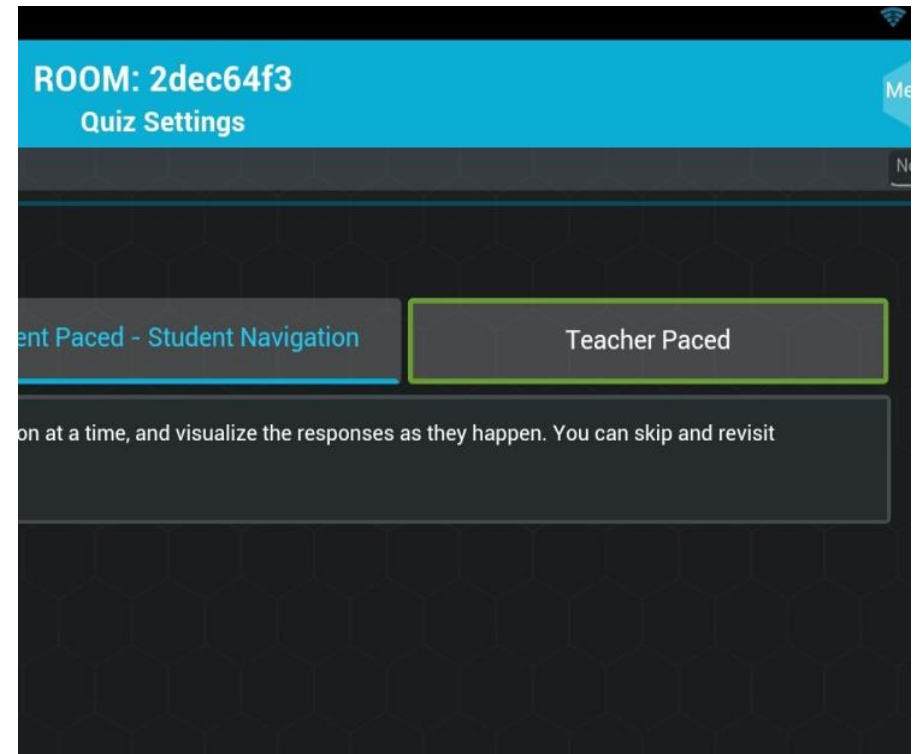 ROOM: 2dec64f3
Quiz Settings
ent Paced - Student Navigation
Teacher Paced
on at a time, and visualize the responses as they happen. You can skip and revisit